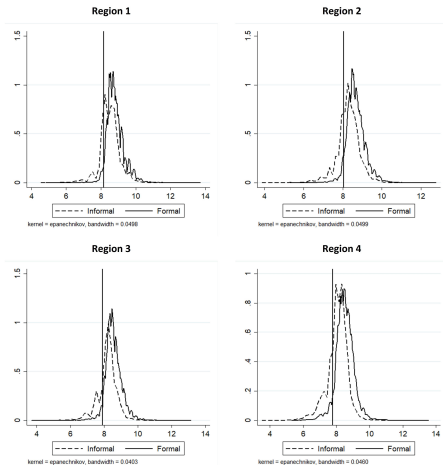 Region 1
Region 2
1.5
1
.5
0
4 6 8 10 12 14
Informal Formal
kernel = epanechnikov, bandwidth = 0.0498
1.5
1
.5
0
4 6 8 10 12
Informal Formal
kernel = epanechnikov, bandwidth = 0.0499
Region 3
Region 4
1.5
1
.5
0
4 6 8 10 12 14
Informal Formal
kernel = epanechnikov, bandwidth = 0.0403
1
.8
.6
.4
.2
0
4 6 8 10 12 14
Informal Formal
kernel = epanechnikov, bandwidth = 0.0460